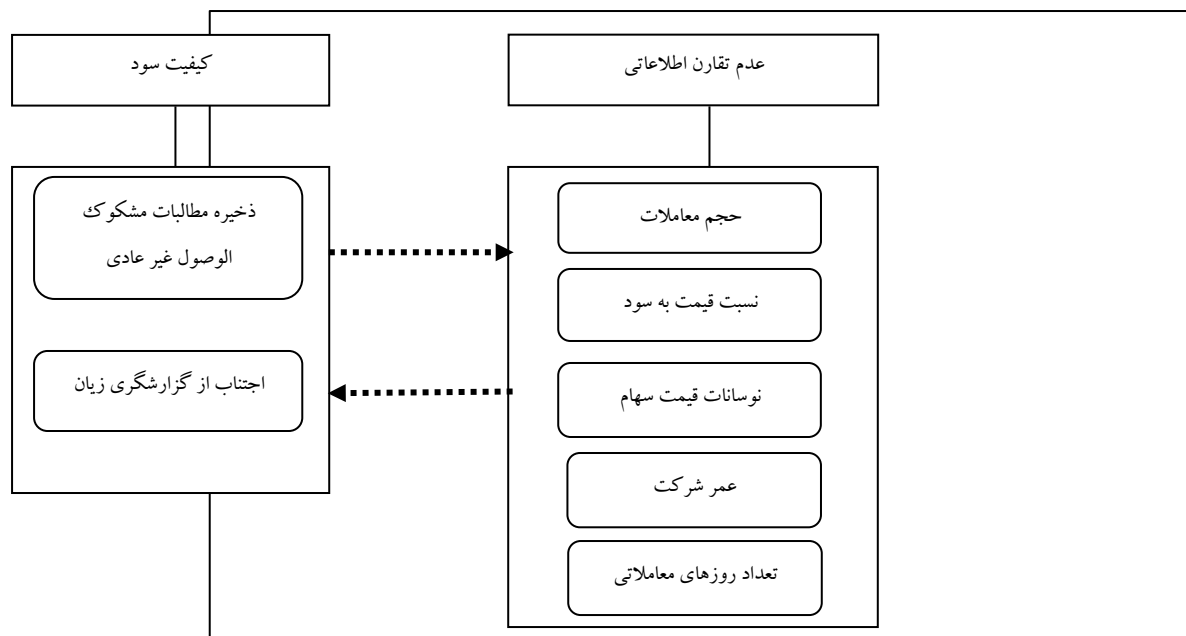 عدم تقارن اطلاعاتی
حجم معاملات
نسبت قیمت به سود
نوسانات قیمت سهام
عمر شرکت
تعداد روزهای معاملاتی
کیفیت سود
ذخیره مطالبات مشکوک
الوصول غیر عادی
اجتناب از گزارشگری زیان